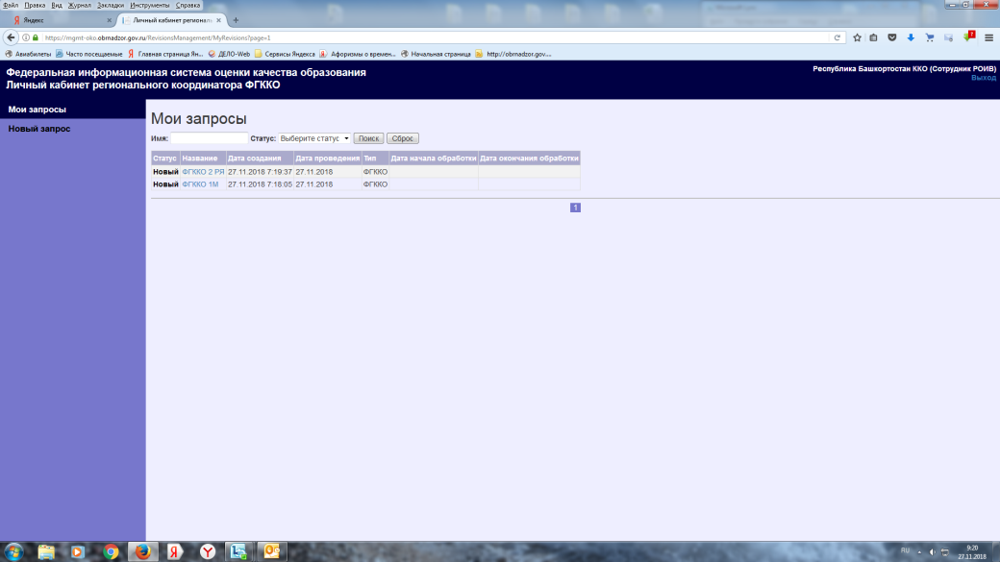 Файл Правка Вид Журнал Закладки Инструменты Справка
Яндекс
Личный кабинет регионал
https://mgmt-oko.obrnadzor.gov.ru/RevisionsManagement/MyRevisions?page=1
7
Авиабилеты Часто посещаемые Главная страница Ян... ДЕЛО-Web Сервисы Яндекса Афоризмы о времен... Начальная страница http://obrnadzor.gov....
Федеральная информационная система оценки качества образования
Личный кабинет регионального координатора ФГККО
Республика Башкортостан ККО (Сотрудник РОИВ)
Выход
Мои запросы
Новый запрос
Мои запросы
Имя: Статус: Выберите статус Поиск Сброс
Статус Название Дата создания Дата проведения Тип Дата начала обработки Дата окончания обработки
Новый ФГККО 2 РЯ 27.11.2018 7:19:37 27.11.2018 ФГККО
Новый ФГККО 1М 27.11.2018 7:18:05 27.11.2018 ФГККО
1
RU 9:20
27.11.2018